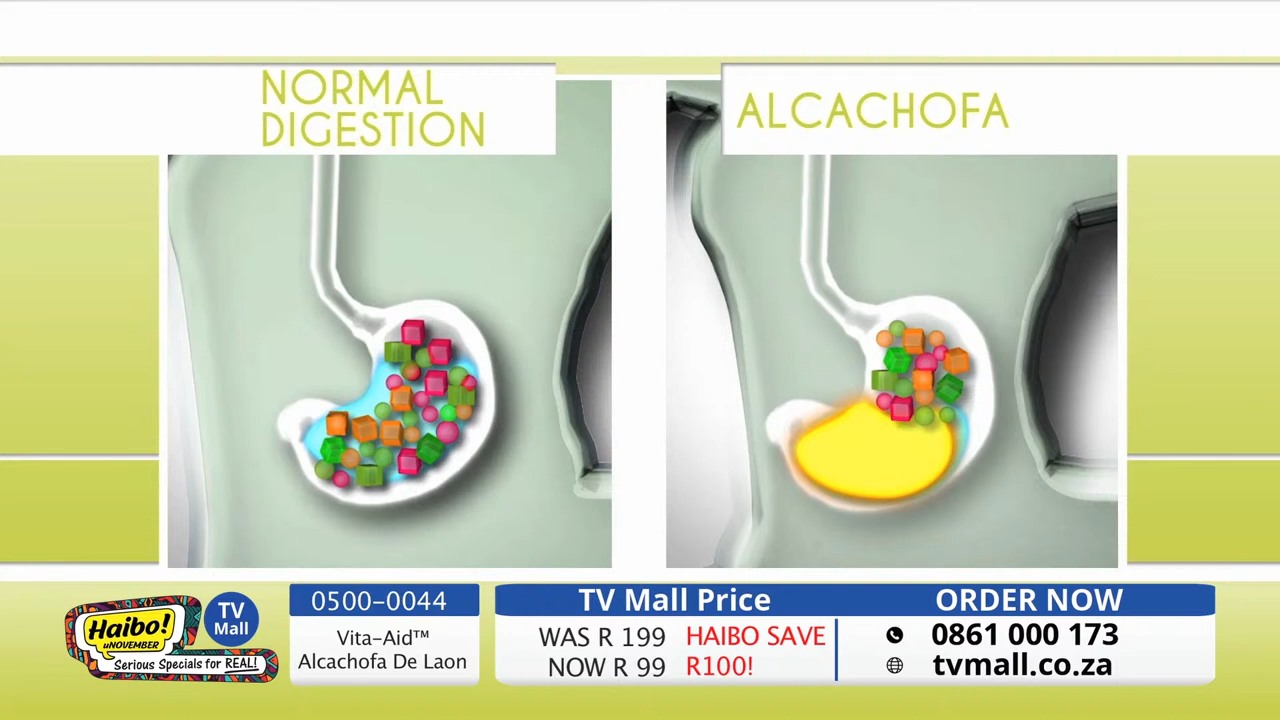 NORMAL
DIGESTION
ALCACHOFA
Haibo!
uNOVEMBER
Serious Specials for REAL!
TV
Mall
0500-0044
Vita-Aid™
Alcachofa De Laon
TV Mall Price
WAS R 199
NOW R 99
HAIBO SAVE
R100!
ORDER NOW
0861 000 173
tvmall.co.za